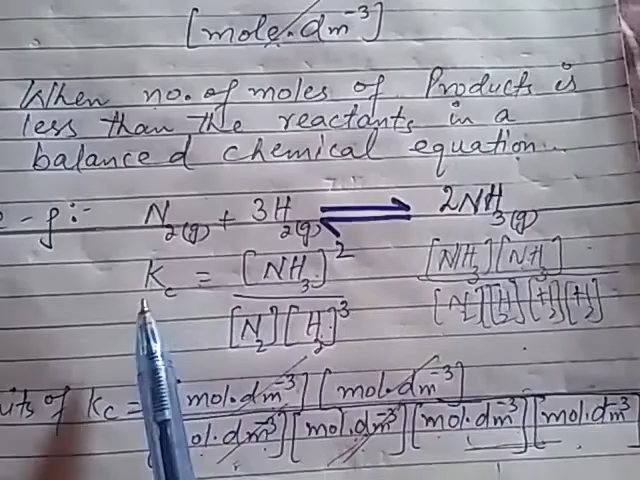 [mole.dm⁻³]
When no. of moles of Products is
less than the reactants in a
balanced chemical equation..
e-g:- N₂(g) + 3H₂(g) ⇌ 2NH₃(g)
Kc = [NH₃]² / [N₂][H₂]³ [NH₃][NH₃] / [N₂][H₂][H₂][H₂]
of Kc = mol.dm⁻³][mol.dm⁻³]
ol.dm⁻³][mol.dm⁻³][mol.dm⁻³][mol.dm⁻³